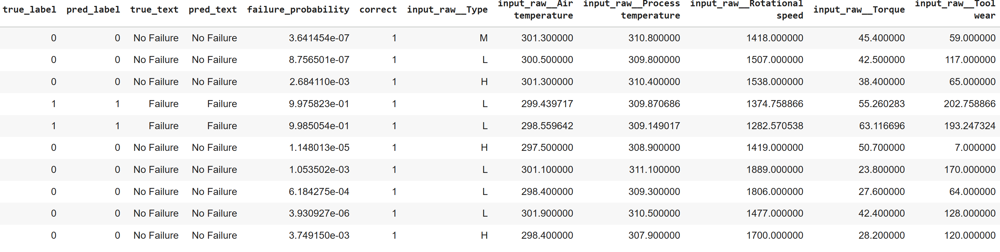 true_label pred_label true_text pred_text failure_probability correct input_raw__Type input_raw__Air temperature input_raw__Process temperature input_raw__Rotational speed input_raw__Torque input_raw__Tool wear
0 0 No Failure No Failure 3.641454e-07 1 M 301.300000 310.800000 1418.000000 45.400000 59.000000
0 0 No Failure No Failure 8.756501e-07 1 L 300.500000 309.800000 1507.000000 42.500000 117.000000
0 0 No Failure No Failure 2.684110e-03 1 H 301.300000 310.400000 1538.000000 38.400000 65.000000
1 1 Failure Failure 9.975823e-01 1 L 299.439717 309.870686 1374.758866 55.260283 202.758866
1 1 Failure Failure 9.985054e-01 1 L 298.559642 309.149017 1282.570538 63.116696 193.247324
0 0 No Failure No Failure 1.148013e-05 1 H 297.500000 308.900000 1419.000000 50.700000 7.000000
0 0 No Failure No Failure 1.053502e-03 1 L 301.100000 311.100000 1889.000000 23.800000 170.000000
0 0 No Failure No Failure 6.184275e-04 1 L 298.400000 309.300000 1806.000000 27.600000 64.000000
0 0 No Failure No Failure 3.930927e-06 1 L 301.900000 310.500000 1477.000000 42.400000 128.000000
0 0 No Failure No Failure 3.749150e-03 1 H 298.400000 307.900000 1700.000000 28.200000 120.000000